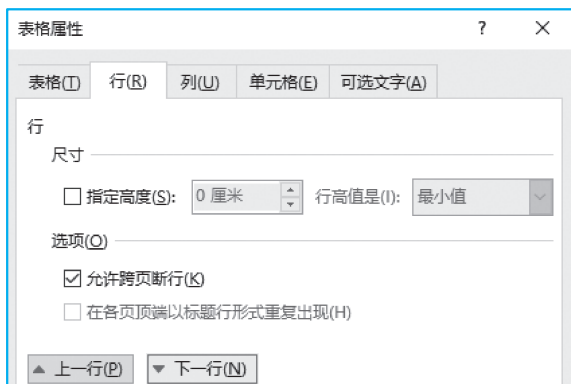 表格属性 ?
表格(T) 行(R) 列(U) 单元格(E) 可选文字(A)
行
尺寸
指定高度(S): 0 厘米 行高值是(I): 最小值
选项(O)
允许跨页断行(K)
在各页顶端以标题行形式重复出现(H)
上一行(P) 下一行(N)